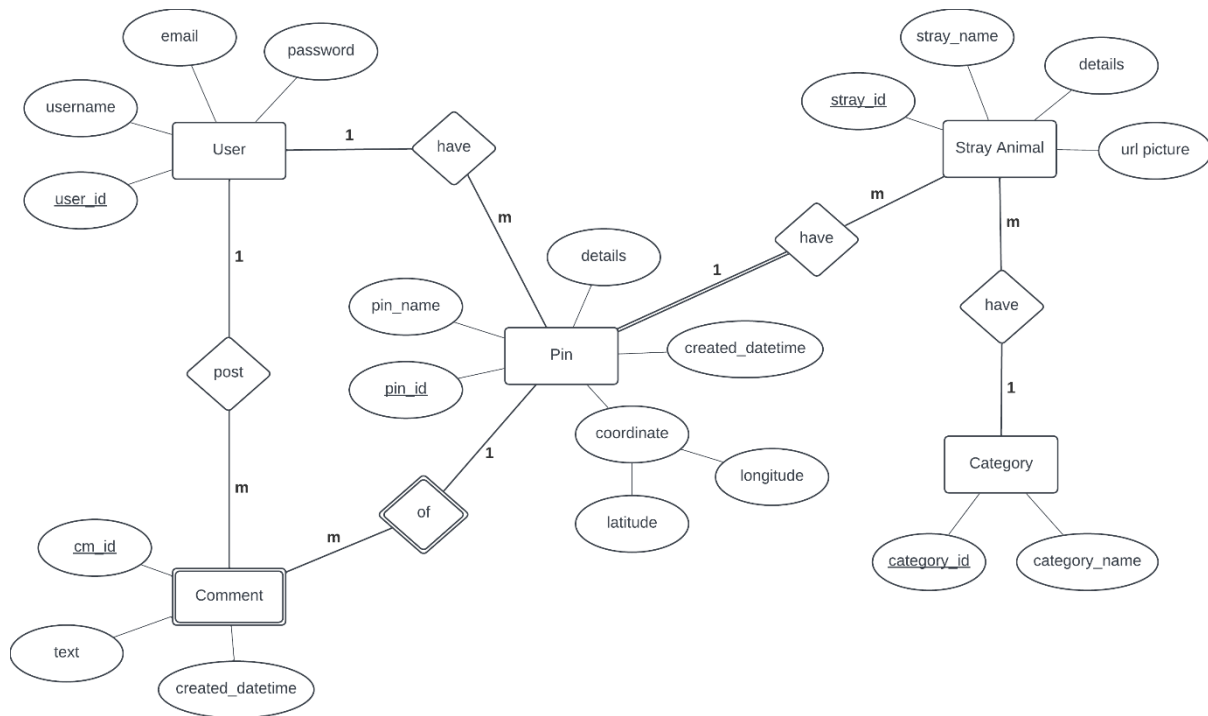 email
password
username
User
user_id
1
have
m
stray_name
details
stray_id
Stray Animal
url picture
m
have
1
m
have
1
Category
category_id
category_name
details
pin_name
Pin
created_datetime
pin_id
coordinate
longitude
latitude
1
of
m
1
post
m
cm_id
Comment
text
created_datetime